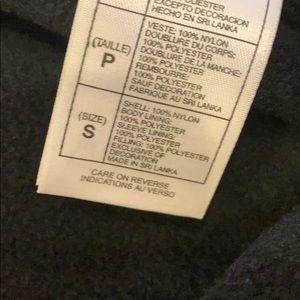 POLYESTER
EXCEPTO DECORACION
HECHO EN SRI LANKA
(TAILLE)
P
VESTE: 100% NYLON
DOUBLURE DU CORPS:
100% POLYESTER
DOUBLURE DE LA MANCHE:
100% POLYESTER
REMBOURRE:
100% POLYESTER
SAUF DECORATION
FABRIQUE AU SRI LANKA
(SIZE)
S
SHELL: 100% NYLON
BODY LINING:
100% POLYESTER
SLEEVE LINING:
100% POLYESTER
FILLING: 100% POLYESTER
EXCLUSIVE OF
DECORATION
MADE IN SRI LANKA
CARE ON REVERSE
INDICATIONS AU VERSO